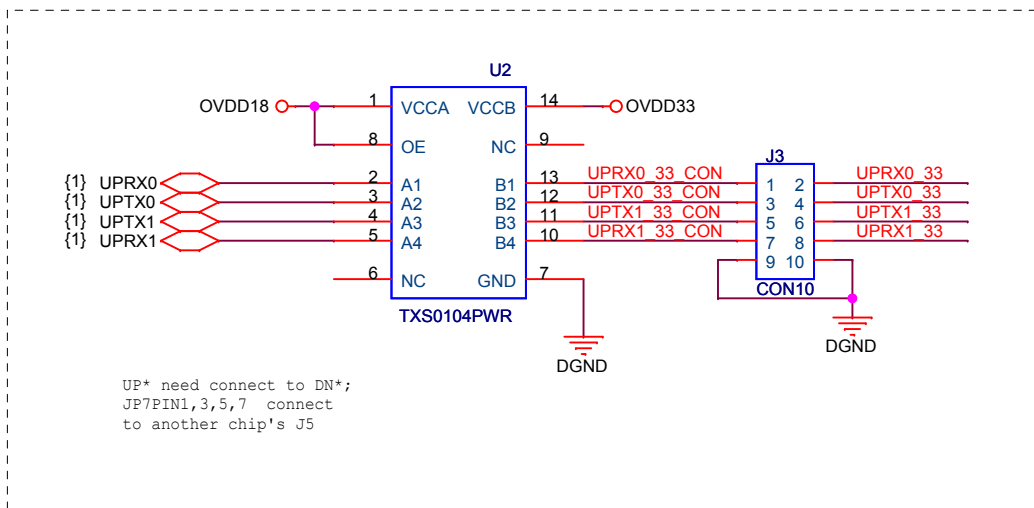 U2
OVDD18 1 VCCA VCCB 14 OVDD33
8 OE NC 9
J3
{1} UPRX0 2 A1 B1 13 UPRX0_33_CON 1 2 UPRX0_33
{1} UPTX0 3 A2 B2 12 UPTX0_33_CON 3 4 UPTX0_33
{1} UPTX1 4 A3 B3 11 UPTX1_33_CON 5 6 UPTX1_33
{1} UPRX1 5 A4 B4 10 UPRX1_33_CON 7 8 UPRX1_33
9 10
6 NC GND 7
CON10
TXS0104PWR
DGND
DGND
UP* need connect to DN*;
JP7PIN1,3,5,7 connect
to another chip's J5